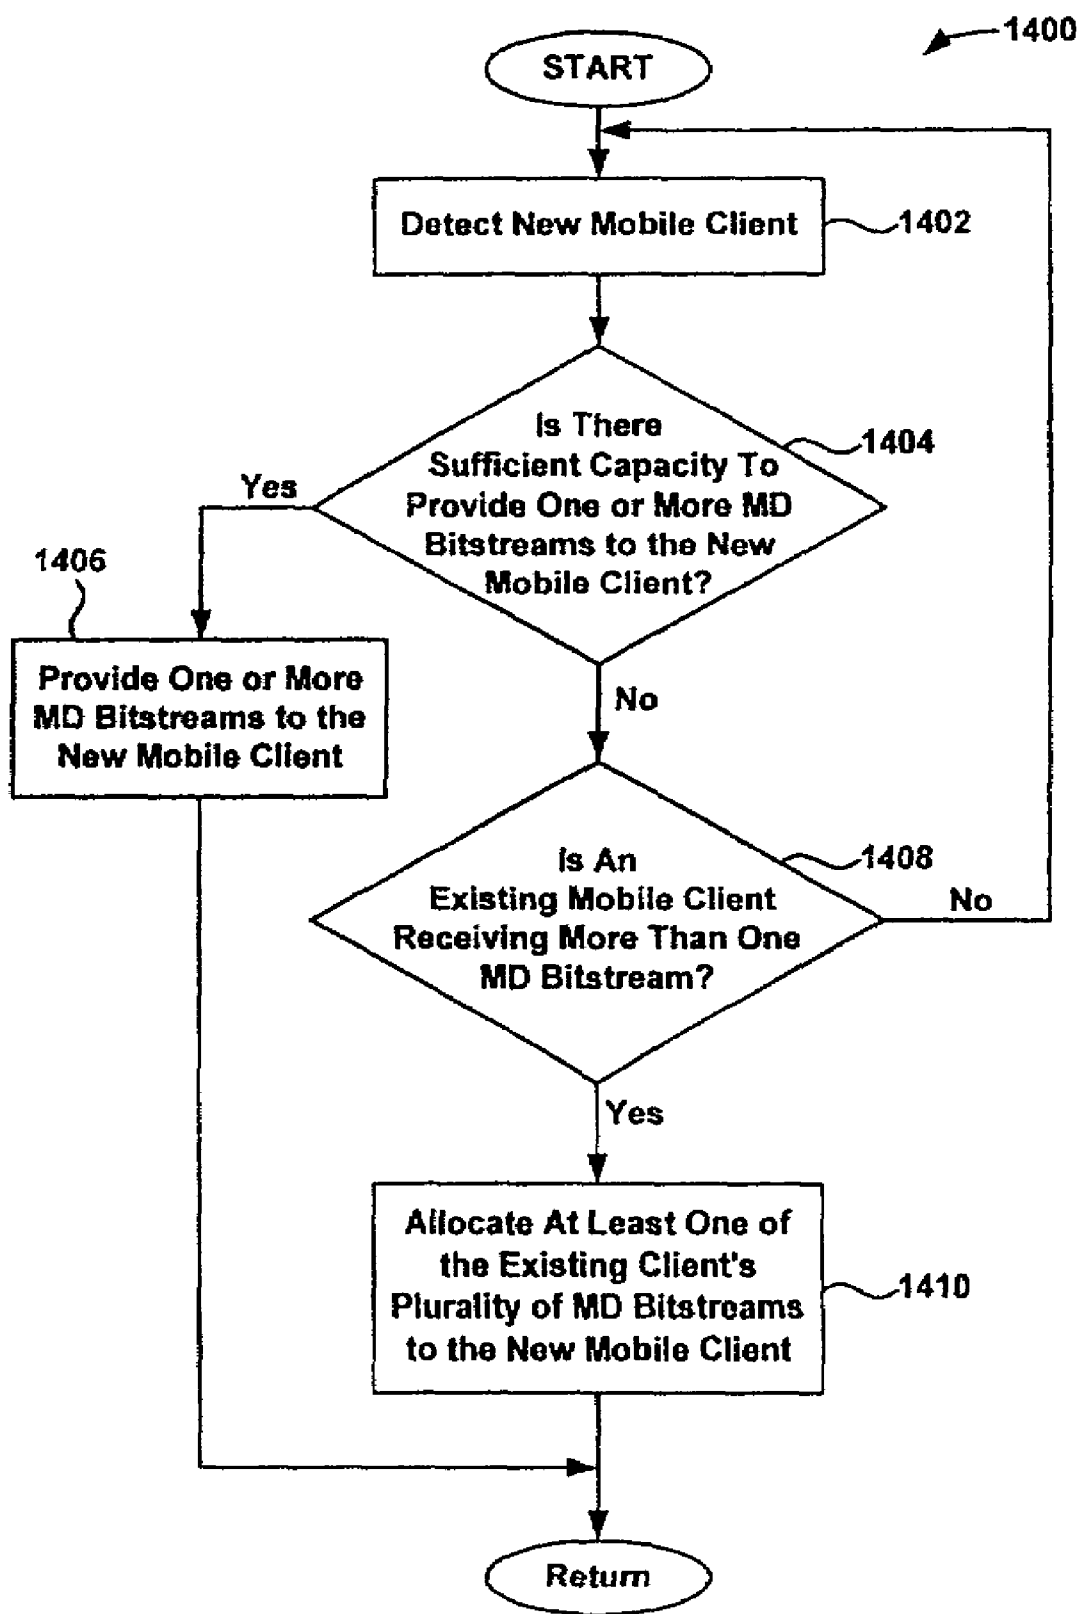 1400
START
Detect New Mobile Client
1402
Is There
Sufficient Capacity To
Provide One or More MD
Bitstreams to the New
Mobile Client?
1404
Yes
1406
Provide One or More
MD Bitstreams to the
New Mobile Client
No
Is An
Existing Mobile Client
Receiving More Than One
MD Bitstream?
1408
No
Yes
Allocate At Least One of
the Existing Client's
Plurality of MD Bitstreams
to the New Mobile Client
1410
Return